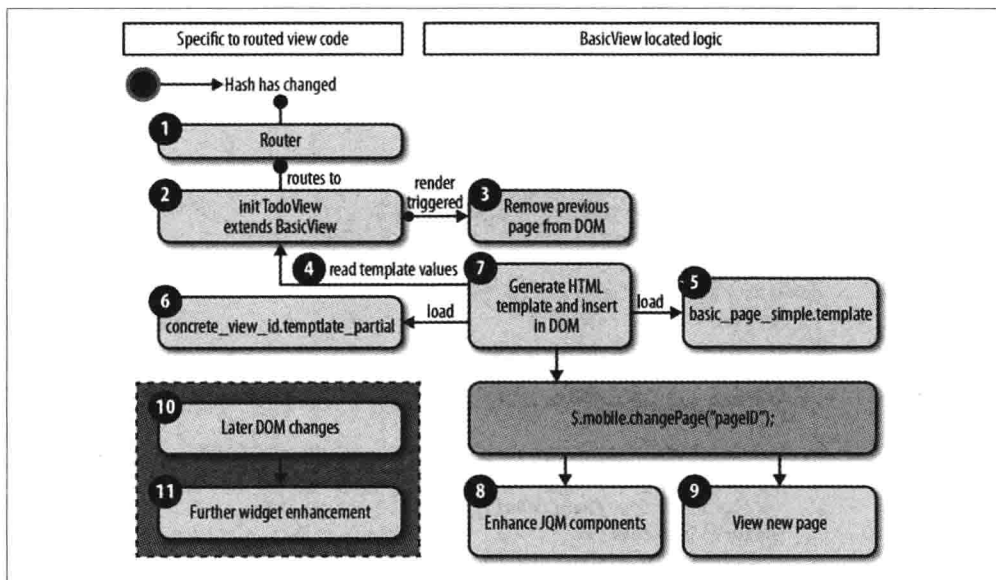 Specific to routed view code
BasicView located logic
Hash has changed
1
Router
routes to
2
init TodoView
extends BasicView
render
triggered
3
Remove previous
page from DOM
4
read template values
7
Generate HTML
template and insert
in DOM
5
basic_page_simple.template
load
6
concrete_view_id.temptlate_partial
load
$.mobile.changePage("pageID");
10
Later DOM changes
11
Further widget enhancement
8
Enhance JQM components
9
View new page